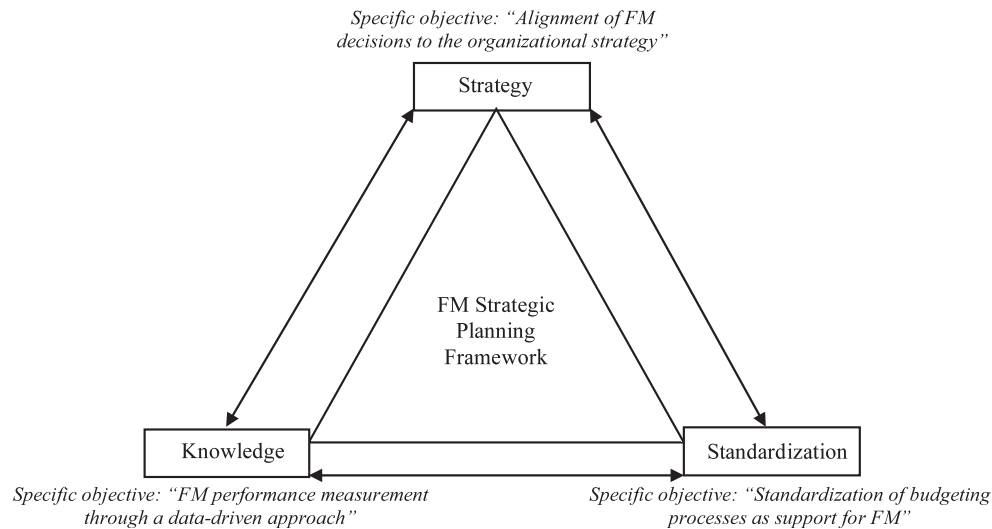 Specific objective: “Alignment of FM
decisions to the organizational strategy”
Strategy
FM Strategic
Planning
Framework
Knowledge
Standardization
Specific objective: “FM performance measurement
through a data-driven approach”
Specific objective: “Standardization of budgeting
processes as support for FM”